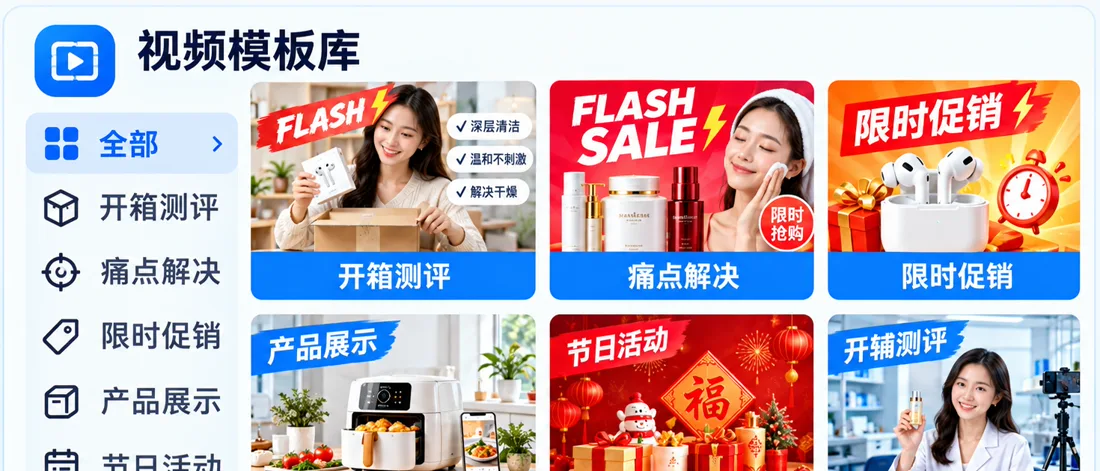 视频模板库
全部
开箱测评
痛点解决
限时促销
产品展示
节日活动
FLASH
深层清洁
温和不刺激
解决干燥
开箱测评
FLASH
SALE
限时
抢购
痛点解决
限时促销
限时促销
产品展示
节日活动
福
开辅测评